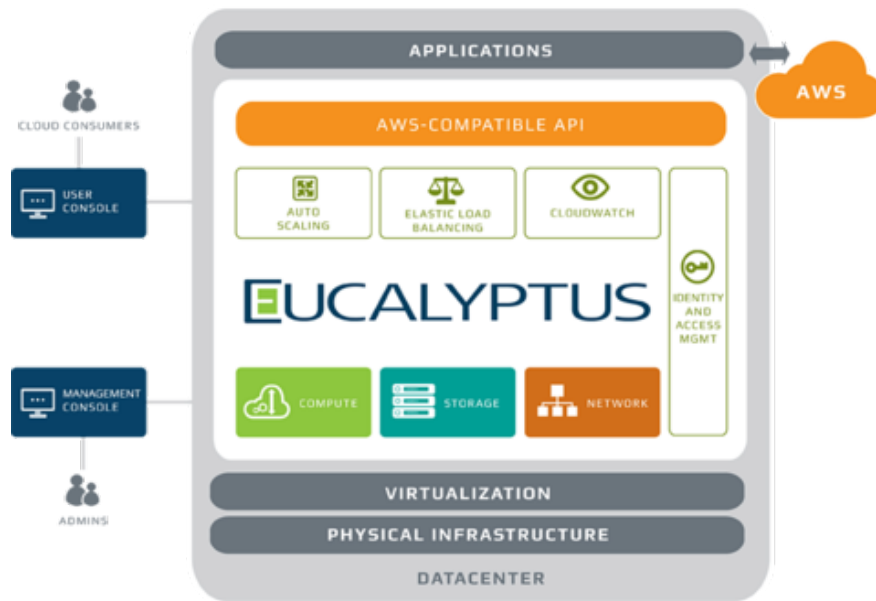 APPLICATIONS
AWS
CLOUD CONSUMERS
AWS-COMPATIBLE API
USER
CONSOLE
AUTO
SCALING
ELASTIC LOAD
BALANCING
CLOUDWATCH
IDENTITY
AND
ACCESS
MGMT
EUCALYPTUS
MANAGEMENT
CONSOLE
COMPUTE
STORAGE
NETWORK
ADMINS
VIRTUALIZATION
PHYSICAL INFRASTRUCTURE
DATACENTER